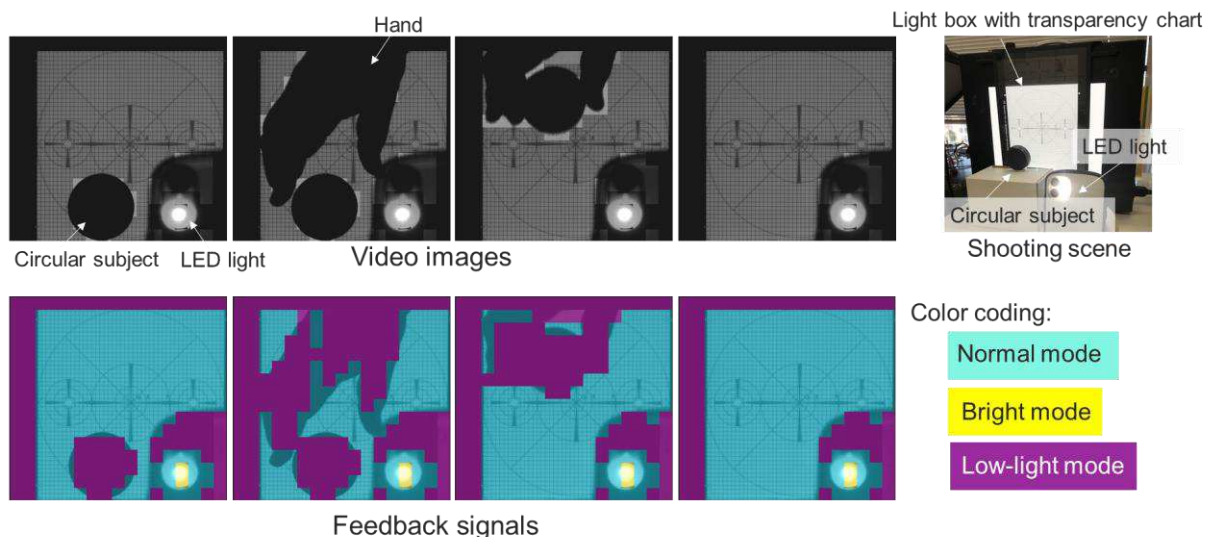 Hand
Light box with transparency chart
LED light
Circular subject
Shooting scene
Circular subject
LED light
Video images
Color coding:
Normal mode
Bright mode
Low-light mode
Feedback signals